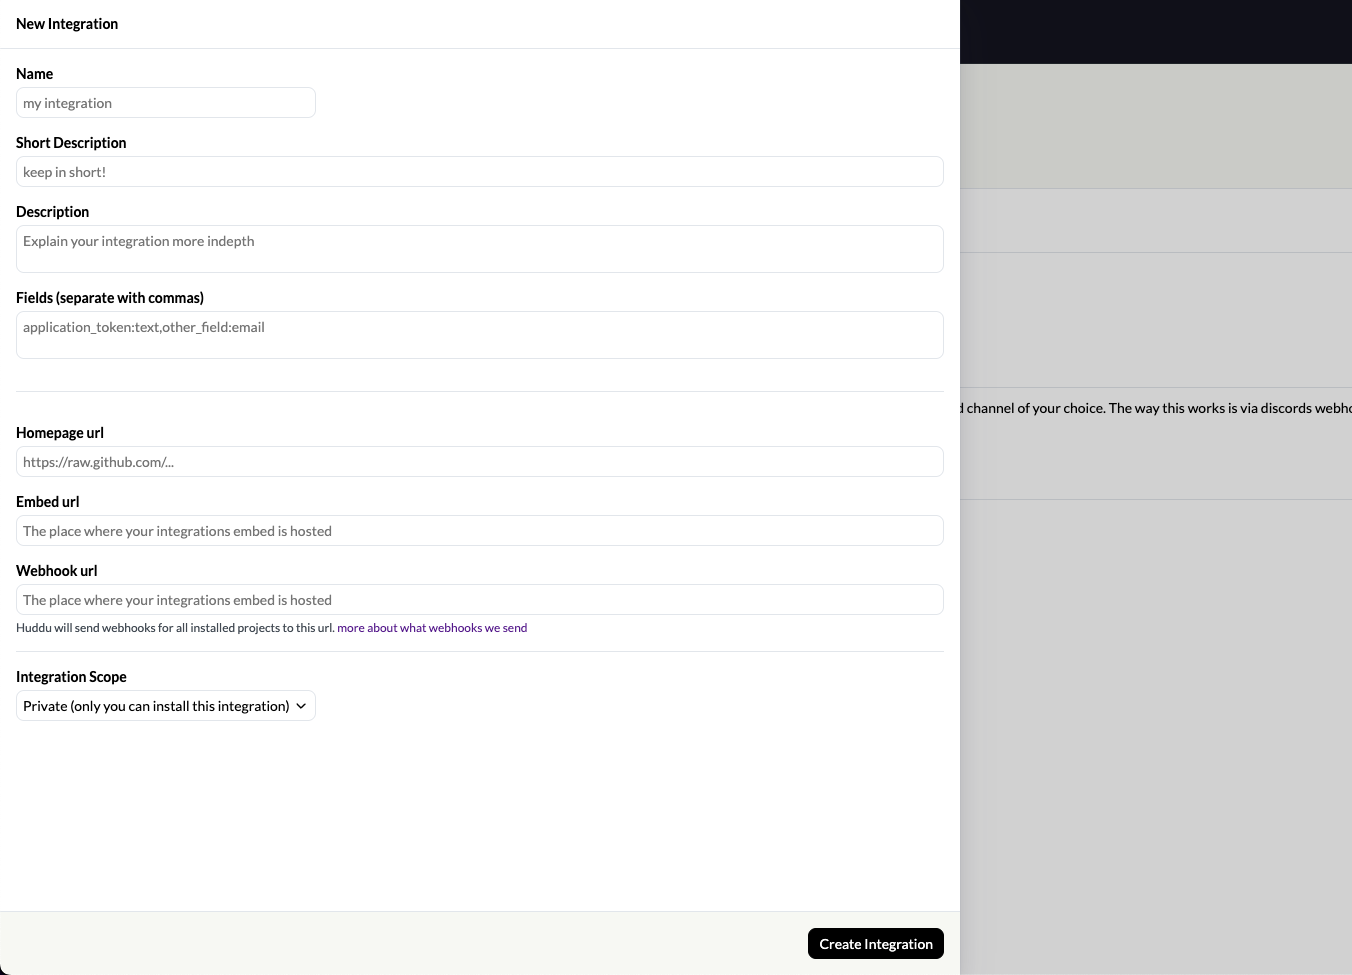 New Integration
Name
my integration
Short Description
keep in short!
Description
Explain your integration more indepth
Fields (separate with commas)
application_token:text,other_field:email
Homepage url
https://raw.github.com/...
d channel of your choice. The way this works is via discords webho
Embed url
The place where your integrations embed is hosted
Webhook url
The place where your integrations embed is hosted
Huddu will send webhooks for all installed projects to this url. more about what webhooks we send
Integration Scope
Private (only you can install this integration)
Create Integration